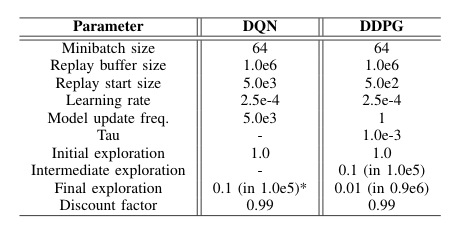 Parameter DQN DDPG
Minibatch size 64 64
Replay buffer size 1.0e6 1.0e6
Replay start size 5.0e3 5.0e2
Learning rate 2.5e-4 2.5e-4
Model update freq. 5.0e3 1
Tau - 1.0e-3
Initial exploration 1.0 1.0
Intermediate exploration - 0.1 (in 1.0e5)
Final exploration 0.1 (in 1.0e5)* 0.01 (in 0.9e6)
Discount factor 0.99 0.99